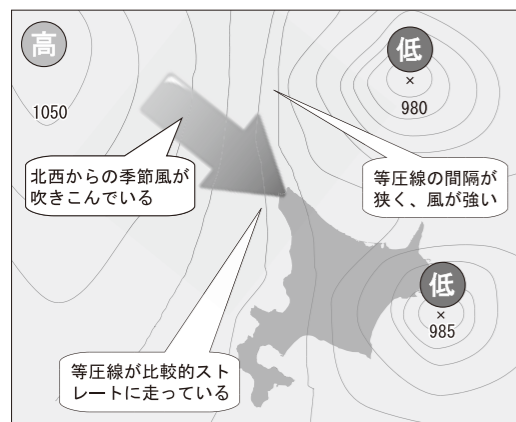 高
1050
低
980
北西からの季節風が
吹きこんでいる
等圧線の間隔が
狭く、風が強い
低
985
等圧線が比較的スト
レートに走っている